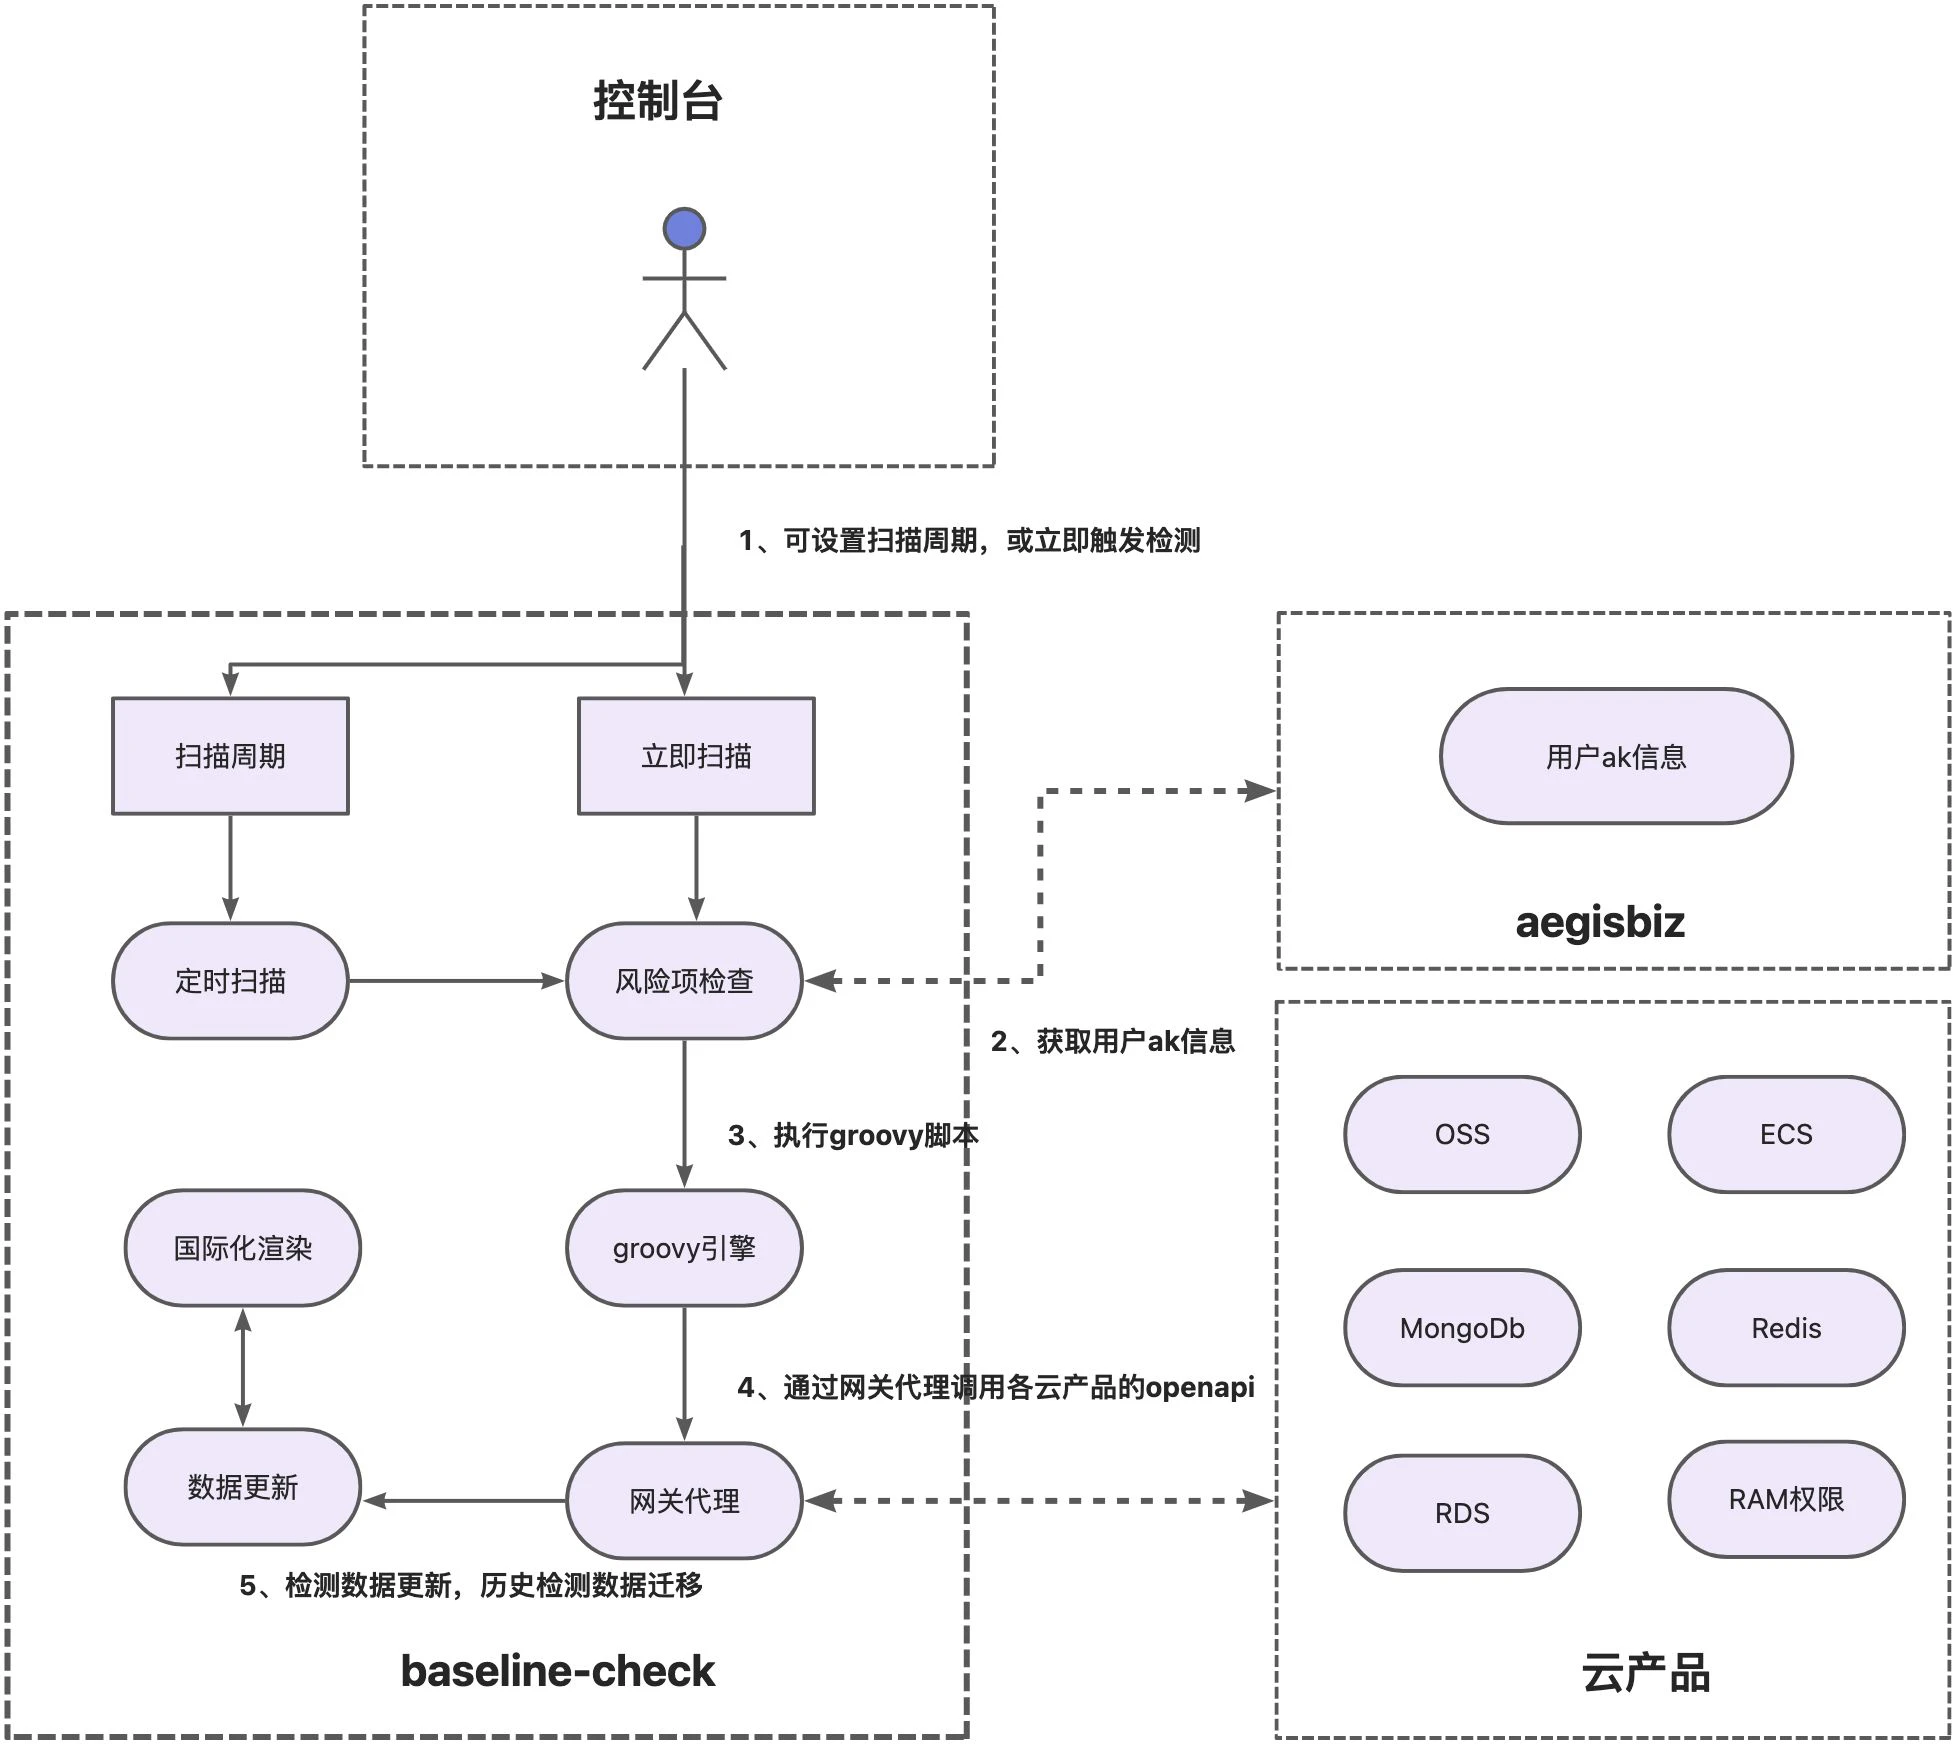 控制台
1、可设置扫描周期，或立即触发检测
扫描周期
立即扫描
用户ak信息
aegisbiz
定时扫描
风险项检查
2、获取用户ak信息
3、执行groovy脚本
OSS
ECS
国际化渲染
groovy引擎
MongoDb
Redis
4、通过网关代理调用各云产品的openapi
数据更新
网关代理
RDS
RAM权限
5、检测数据更新，历史检测数据迁移
baseline-check
云产品